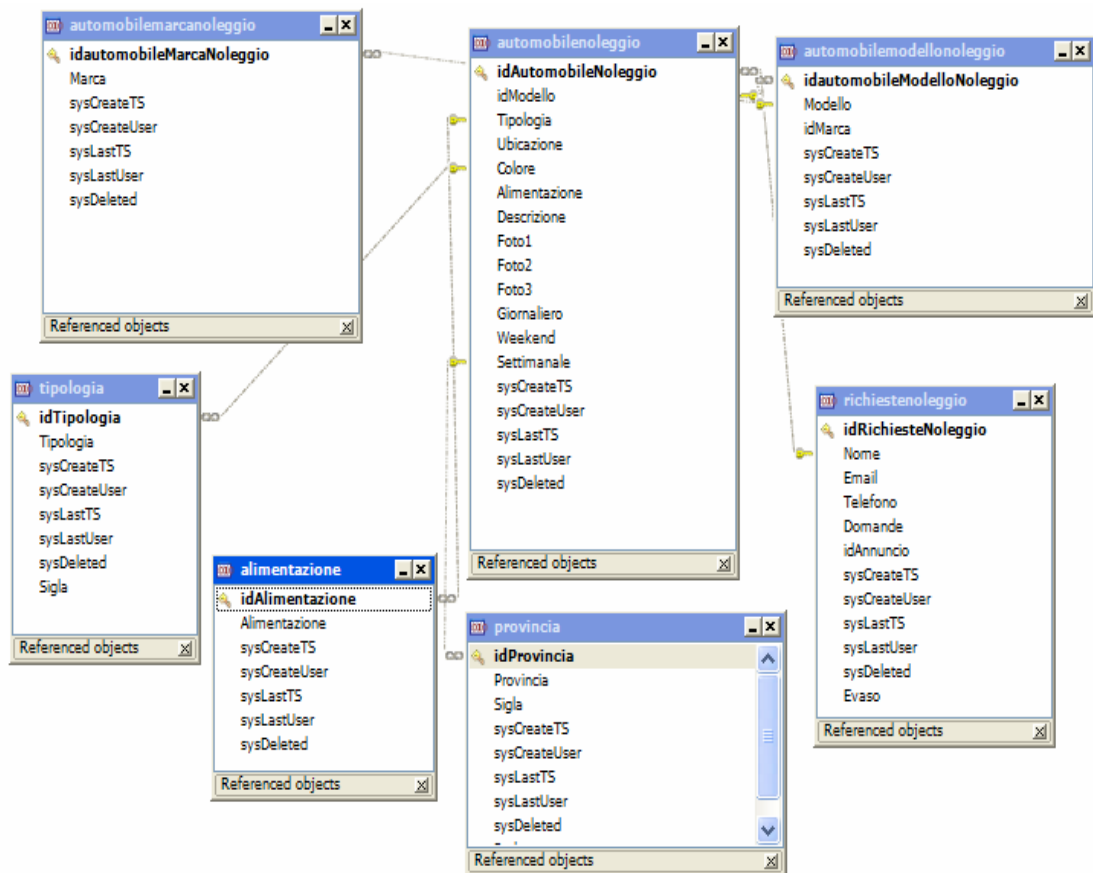 automobilemarcanoleggio
idautomobileMarcaNoleggio
Marca
sysCreateTS
sysCreateUser
sysLastTS
sysLastUser
sysDeleted
Referenced objects
automobilenoleggio
idAutomobileNoleggio
idModello
Tipologia
Ubicazione
Colore
Alimentazione
Descrizione
Foto1
Foto2
Foto3
Giornaliero
Weekend
Settimanale
sysCreateTS
sysCreateUser
sysLastTS
sysLastUser
sysDeleted
Referenced objects
automobilemodellonoleggio
idautomobileModelloNoleggio
Modello
idMarca
sysCreateTS
sysCreateUser
sysLastTS
sysLastUser
sysDeleted
Referenced objects
tipologia
idTipologia
Tipologia
sysCreateTS
sysCreateUser
sysLastTS
sysLastUser
sysDeleted
Sigla
Referenced objects
richiestenoleggio
idRichiesteNoleggio
Nome
Email
Telefono
Domande
idAnnuncio
sysCreateTS
sysCreateUser
sysLastTS
sysLastUser
sysDeleted
Evaso
Referenced objects
alimentazione
idAlimentazione
Alimentazione
sysCreateTS
sysCreateUser
sysLastTS
sysLastUser
sysDeleted
Referenced objects
provincia
idProvincia
Provincia
Sigla
sysCreateTS
sysCreateUser
sysLastTS
sysLastUser
sysDeleted
Referenced objects